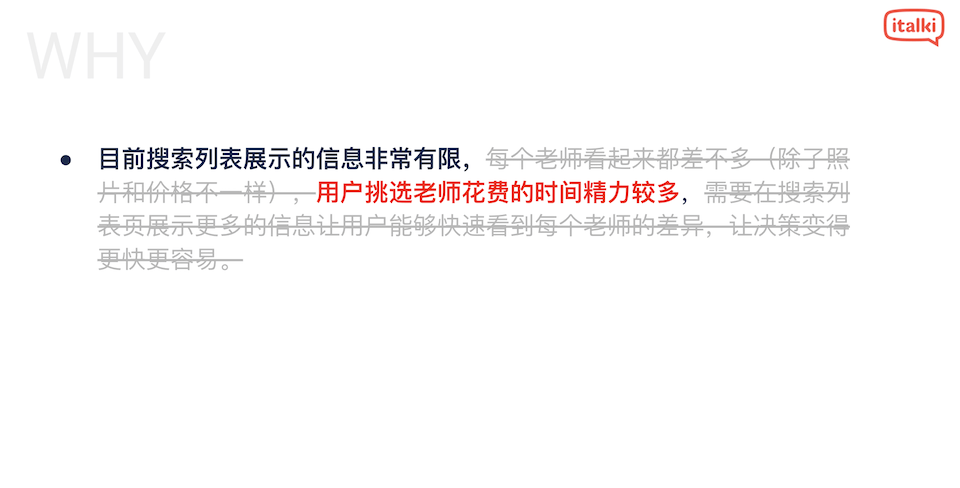 italki
WHY
● 目前搜索列表展示的信息非常有限，每个老师看起来都差不多（除了照
片和价格不一样），用户挑选老师花费的时间精力较多，需要在搜索列
表页展示更多的信息让用户能够快速看到每个老师的差异，让决策变得
更快更容易。